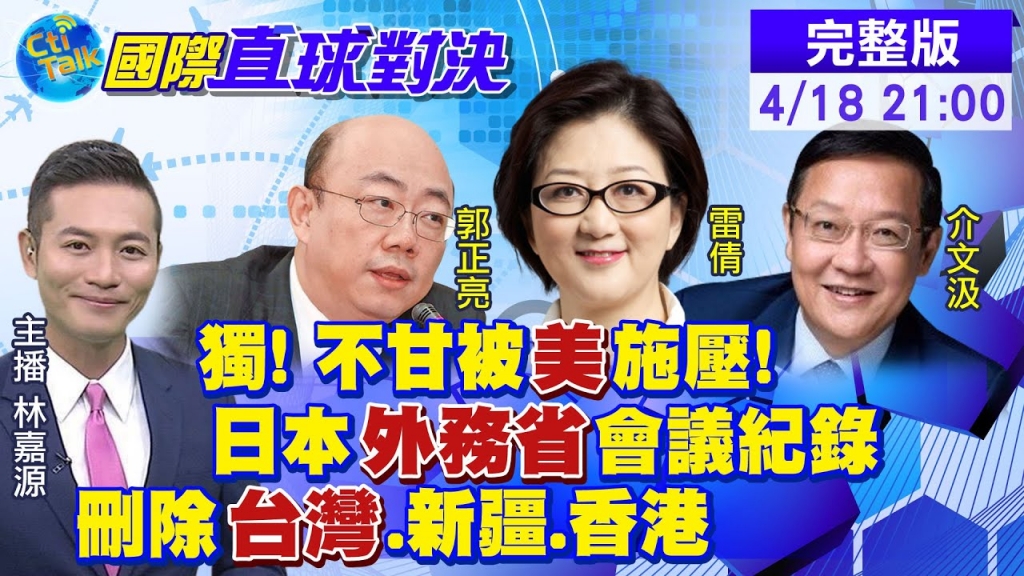 CtiTalk
國際直球對決
完整版
4/18 21:00
主播 林嘉源
郭正亮
雷倩
介文汲
獨! 不甘被美施壓!
日本外務省會議紀錄
刪除台灣.新疆.香港